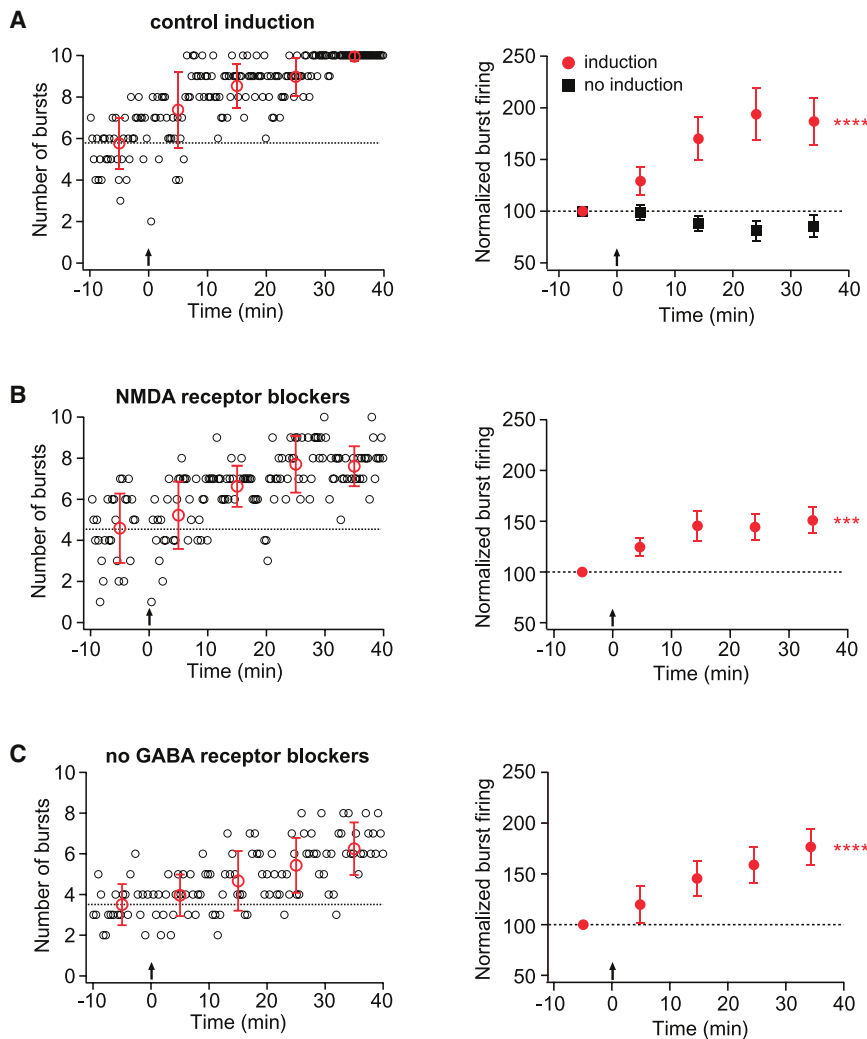 A
control induction
Number of bursts
10
8
6
4
2
0
-10 0 10 20 30 40
Time (min)
Normalized burst firing
250
200
150
100
50
induction
no induction
****
-10 0 10 20 30 40
Time (min)
B
NMDA receptor blockers
Number of bursts
10
8
6
4
2
0
-10 0 10 20 30 40
Time (min)
Normalized burst firing
250
200
150
100
50
***
-10 0 10 20 30 40
Time (min)
C
no GABA receptor blockers
Number of bursts
10
8
6
4
2
0
-10 0 10 20 30 40
Time (min)
Normalized burst firing
250
200
150
100
50
****
-10 0 10 20 30 40
Time (min)